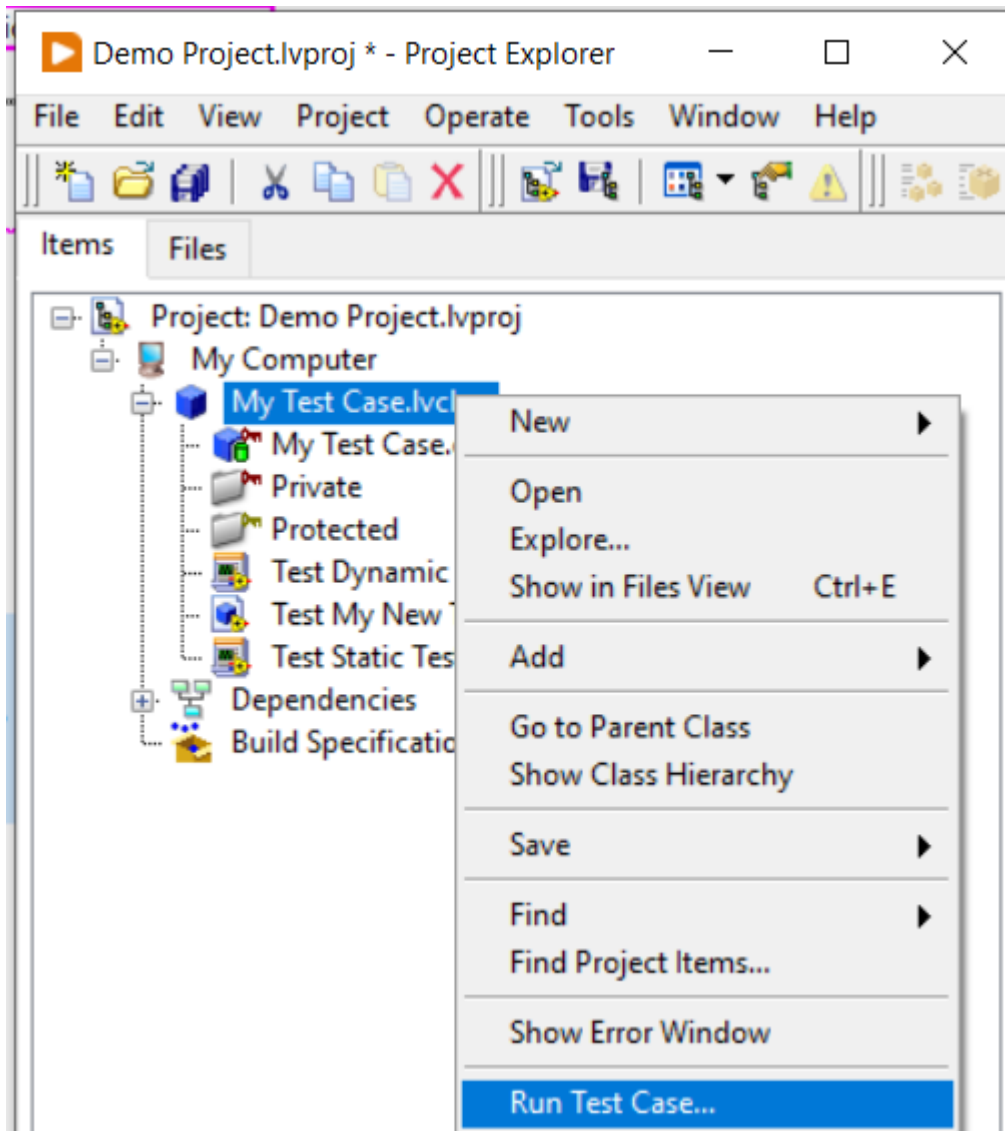 Demo Project.lvproj * - Project Explorer
File Edit View Project Operate Tools Window Help
Items Files
Project: Demo Project.lvproj
My Computer
My Test Case.lvcl
My Test Case.
Private
Protected
Test Dynamic
Test My New
Test Static Tes
Dependencies
Build Specificatio
New
Open
Explore...
Show in Files View Ctrl+E
Add
Go to Parent Class
Show Class Hierarchy
Save
Find
Find Project Items...
Show Error Window
Run Test Case...